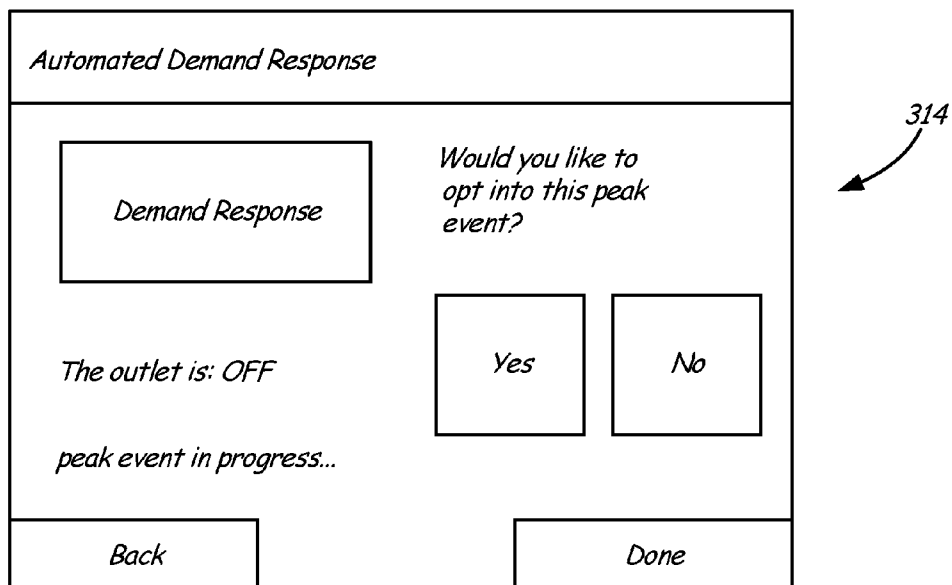 Automated Demand Response
314
Demand Response
Would you like to
opt into this peak
event?
Yes
No
The outlet is: OFF
peak event in progress...
Back
Done